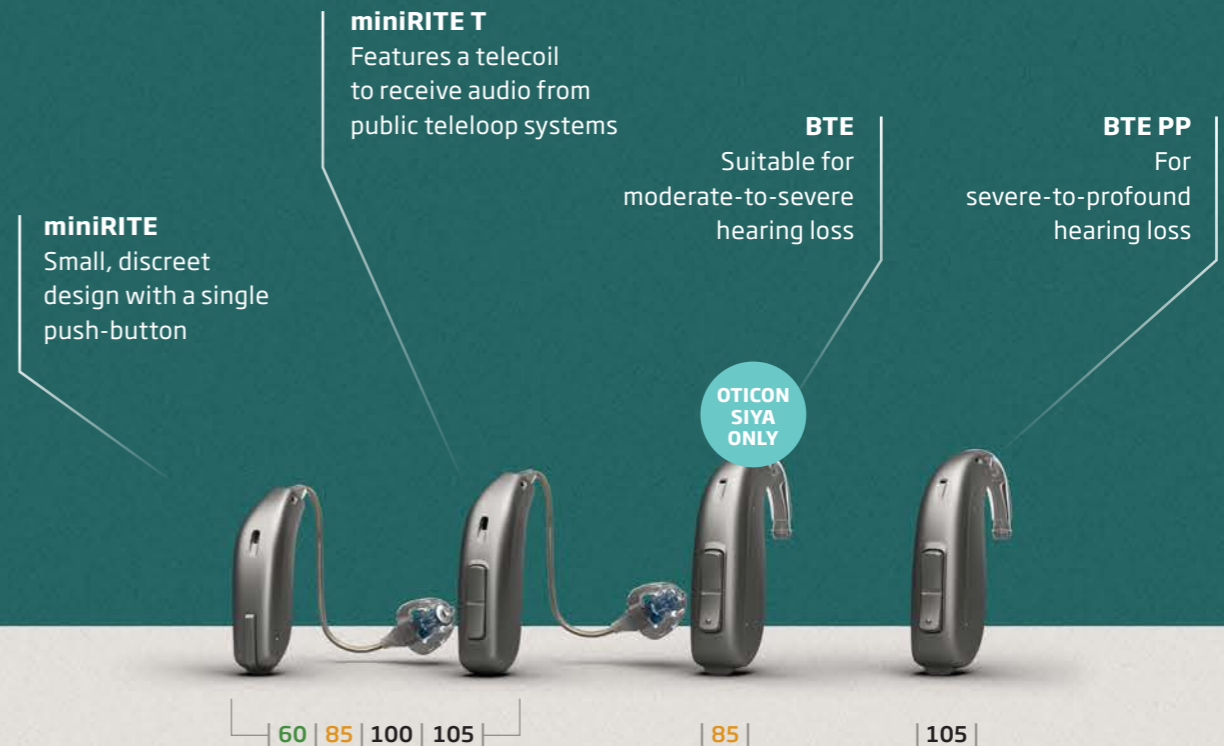 miniRITE T
Features a telecoil
to receive audio from
public teleloop systems
BTE
Suitable for
moderate-to-severe
hearing loss
BTE PP
For
severe-to-profound
hearing loss
miniRITE
Small, discreet
design with a single
push-button
OTICON
SIYA
ONLY
60 | 85 | 100 | 105
| 85 |
| 105 |